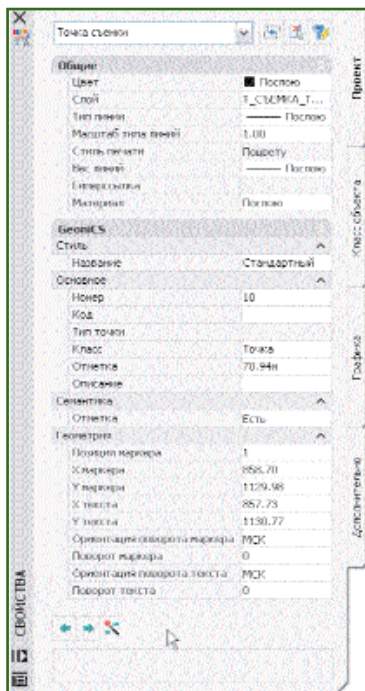 Точка съемки
Общие
Цвет Послою
Слой Т_СЪЕМКА_Т...
Тип линии Послою
Масштаб типа линий 1.00
Стиль печати Поцвету
Вес линий Послою
Гиперссылка
Материал Послою
GeoniCS
Стиль
Название Стандартный
Основное
Номер 10
Код
Тип точки
Класс Точка
Отметка 70.94м
Описание
Семантика
Отметка Есть
Геометрия
Позиция маркера 1
X маркера 858.70
Y маркера 1129.98
X текста 857.73
Y текста 1130.77
Ориентация поворота маркера МСК
Поворот маркера 0
Ориентация поворота текста МСК
Поворот текста 0
Проект
Класс объекта
Графика
Дополнительно
СВОЙСТВА